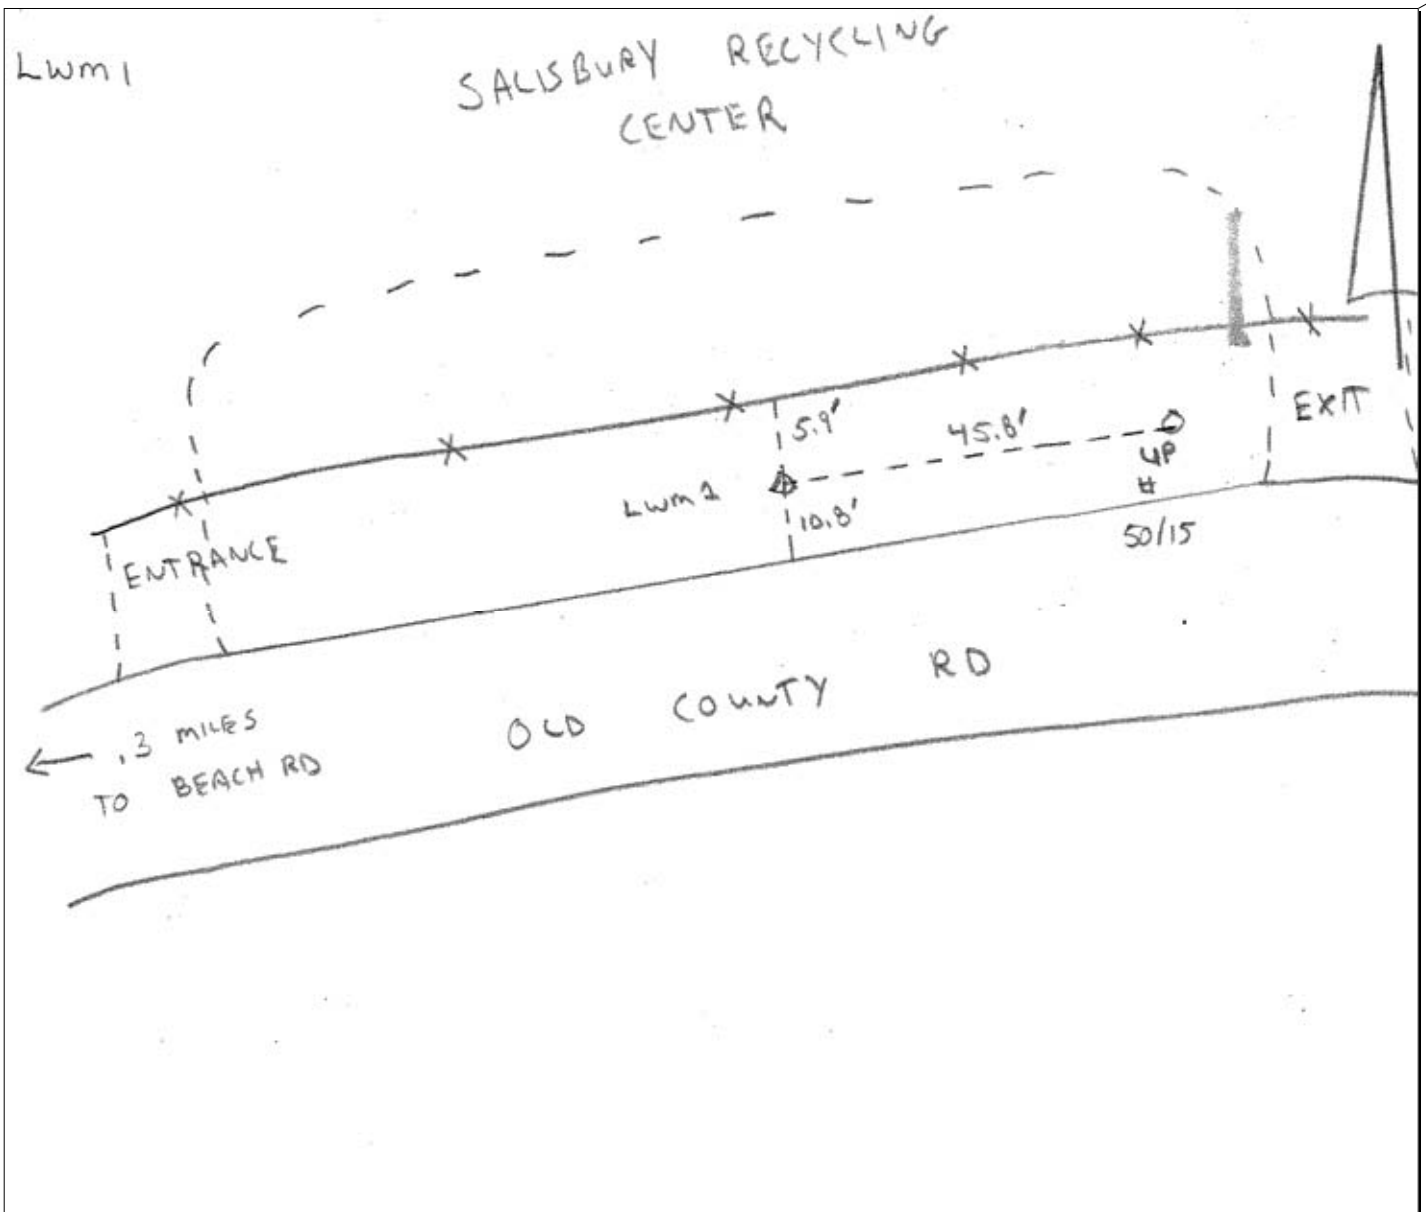 LWM1
SALISBURY RECYCLING
CENTER
5.9'
45.8'
EXIT
UP
#
50/15
LWM1
10.8'
ENTRANCE
OLD COUNTY RD
← .3 MILES
TO BEACH RD